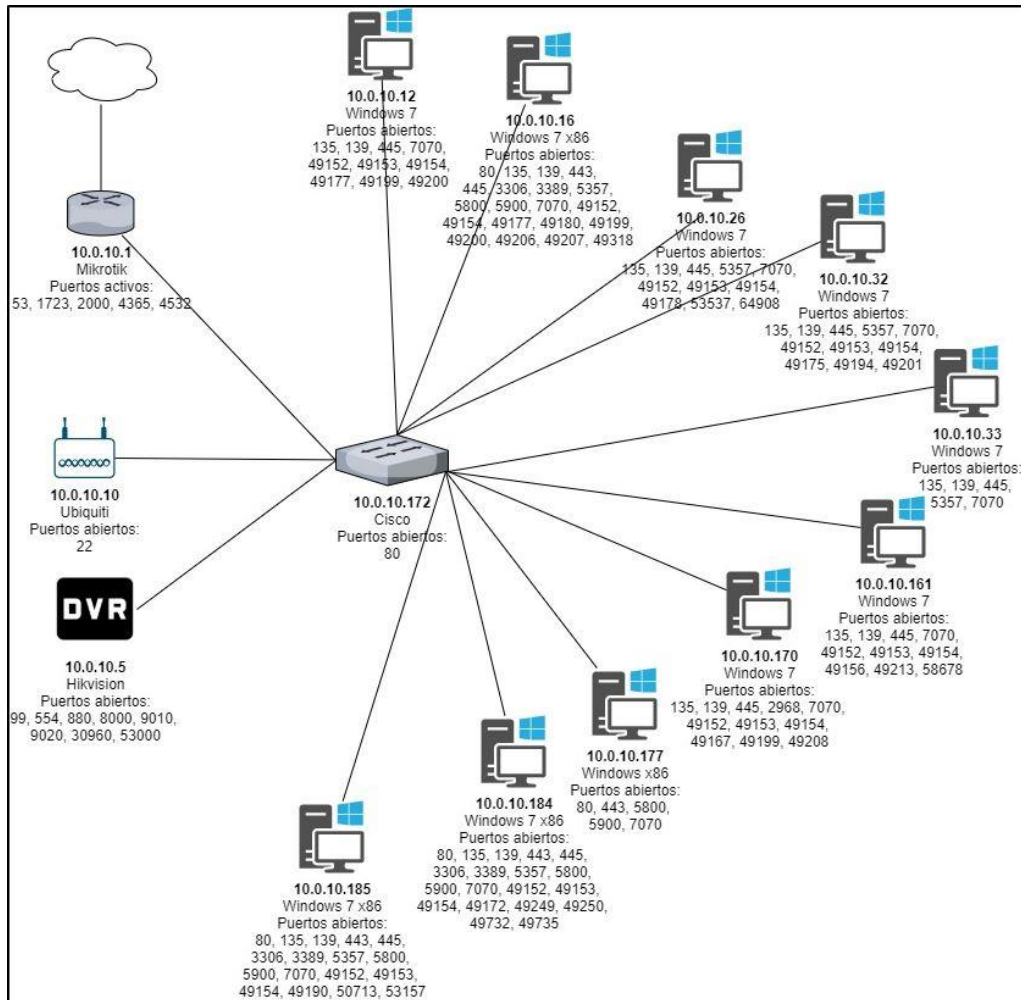 10.0.10.12
Windows 7
Puertos abiertos:
135, 139, 445, 7070,
49152, 49153, 49154,
49177, 49199, 49200
10.0.10.16
Windows 7 x86
Puertos abiertos:
80, 135, 139, 443,
445, 3306, 3389, 5357,
5800, 5900, 7070, 49152,
49154, 49177, 49180, 49199,
49200, 49206, 49207, 49318
10.0.10.26
Windows 7
Puertos abiertos:
135, 139, 445, 5357, 7070,
49152, 49153, 49154,
49178, 53537, 64908
10.0.10.32
Windows 7
Puertos abiertos:
135, 139, 445, 5357, 7070,
49152, 49153, 49154,
49175, 49194, 49201
10.0.10.1
Mikrotik
Puertos activos:
53, 1723, 2000, 4365, 4532
10.0.10.33
Windows 7
Puertos abiertos:
135, 139, 445,
5357, 7070
10.0.10.10
Ubiquiti
Puertos abiertos:
22
10.0.10.172
Cisco
Puertos abiertos:
80
10.0.10.161
Windows 7
Puertos abiertos:
135, 139, 445, 7070,
49152, 49153, 49154,
49156, 49213, 58678
DVR
10.0.10.5
Hikvision
Puertos abiertos:
99, 554, 880, 8000, 9010,
9020, 30960, 53000
10.0.10.170
Windows 7
Puertos abiertos:
135, 139, 445, 2968, 7070,
49152, 49153, 49154,
49167, 49199, 49208
10.0.10.177
Windows x86
Puertos abiertos:
80, 443, 5800,
5900, 7070
10.0.10.184
Windows 7 x86
Puertos abiertos:
80, 135, 139, 443, 445,
3306, 3389, 5357, 5800,
5900, 7070, 49152, 49153,
49154, 49172, 49249, 49250,
49732, 49735
10.0.10.185
Windows 7 x86
Puertos abiertos:
80, 135, 139, 443, 445,
3306, 3389, 5357, 5800,
5900, 7070, 49152, 49153,
49154, 49190, 50713, 53157